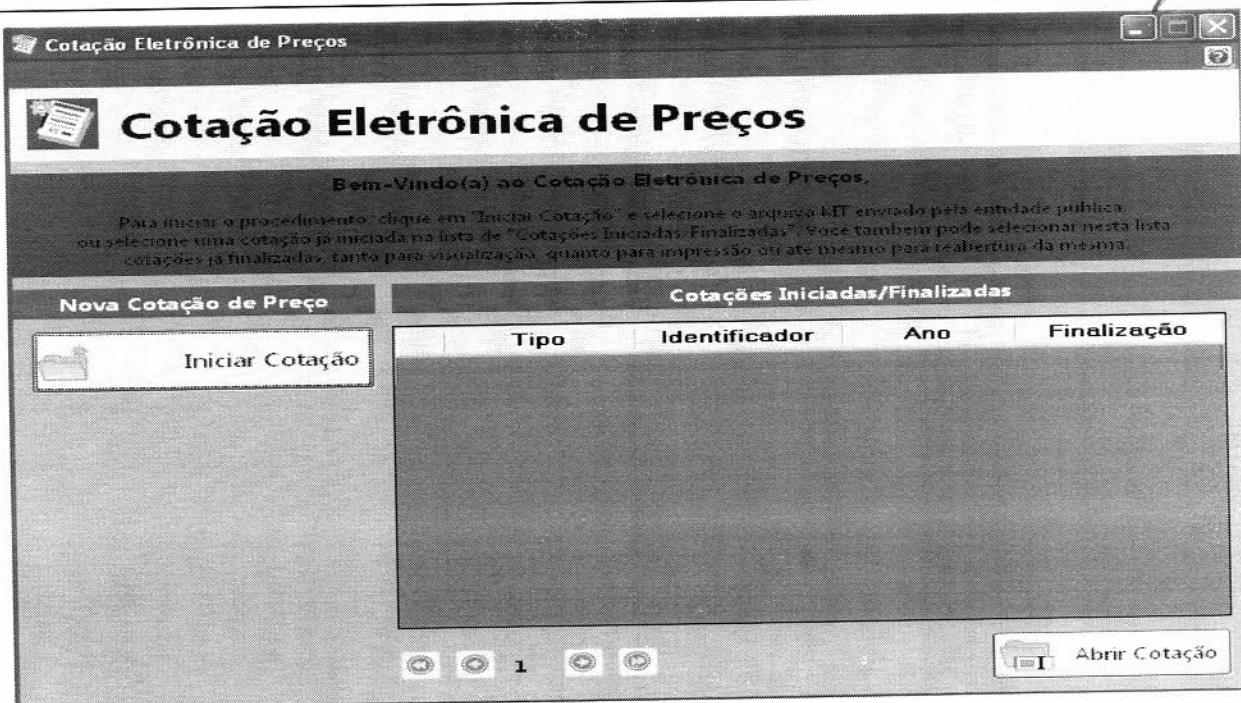 Cotação Eletrônica de Preços
Cotação Eletrônica de Preços
Bem-Vindo(a) ao Cotação Eletrônica de Preços.
Para iniciar o procedimento, clique em "Iniciar Cotação" e selecione o arquivo KIT enviado pela entidade pública,
ou selecione uma cotação já iniciada na lista de "Cotações Iniciadas/Finalizadas". Você também pode selecionar nesta lista
cotações já finalizadas, tanto para visualização, quanto para impressão ou até mesmo para reabertura da mesma.
Nova Cotação de Preço
Iniciar Cotação
Cotações Iniciadas/Finalizadas
Tipo Identificador Ano Finalização
1
Abrir Cotação